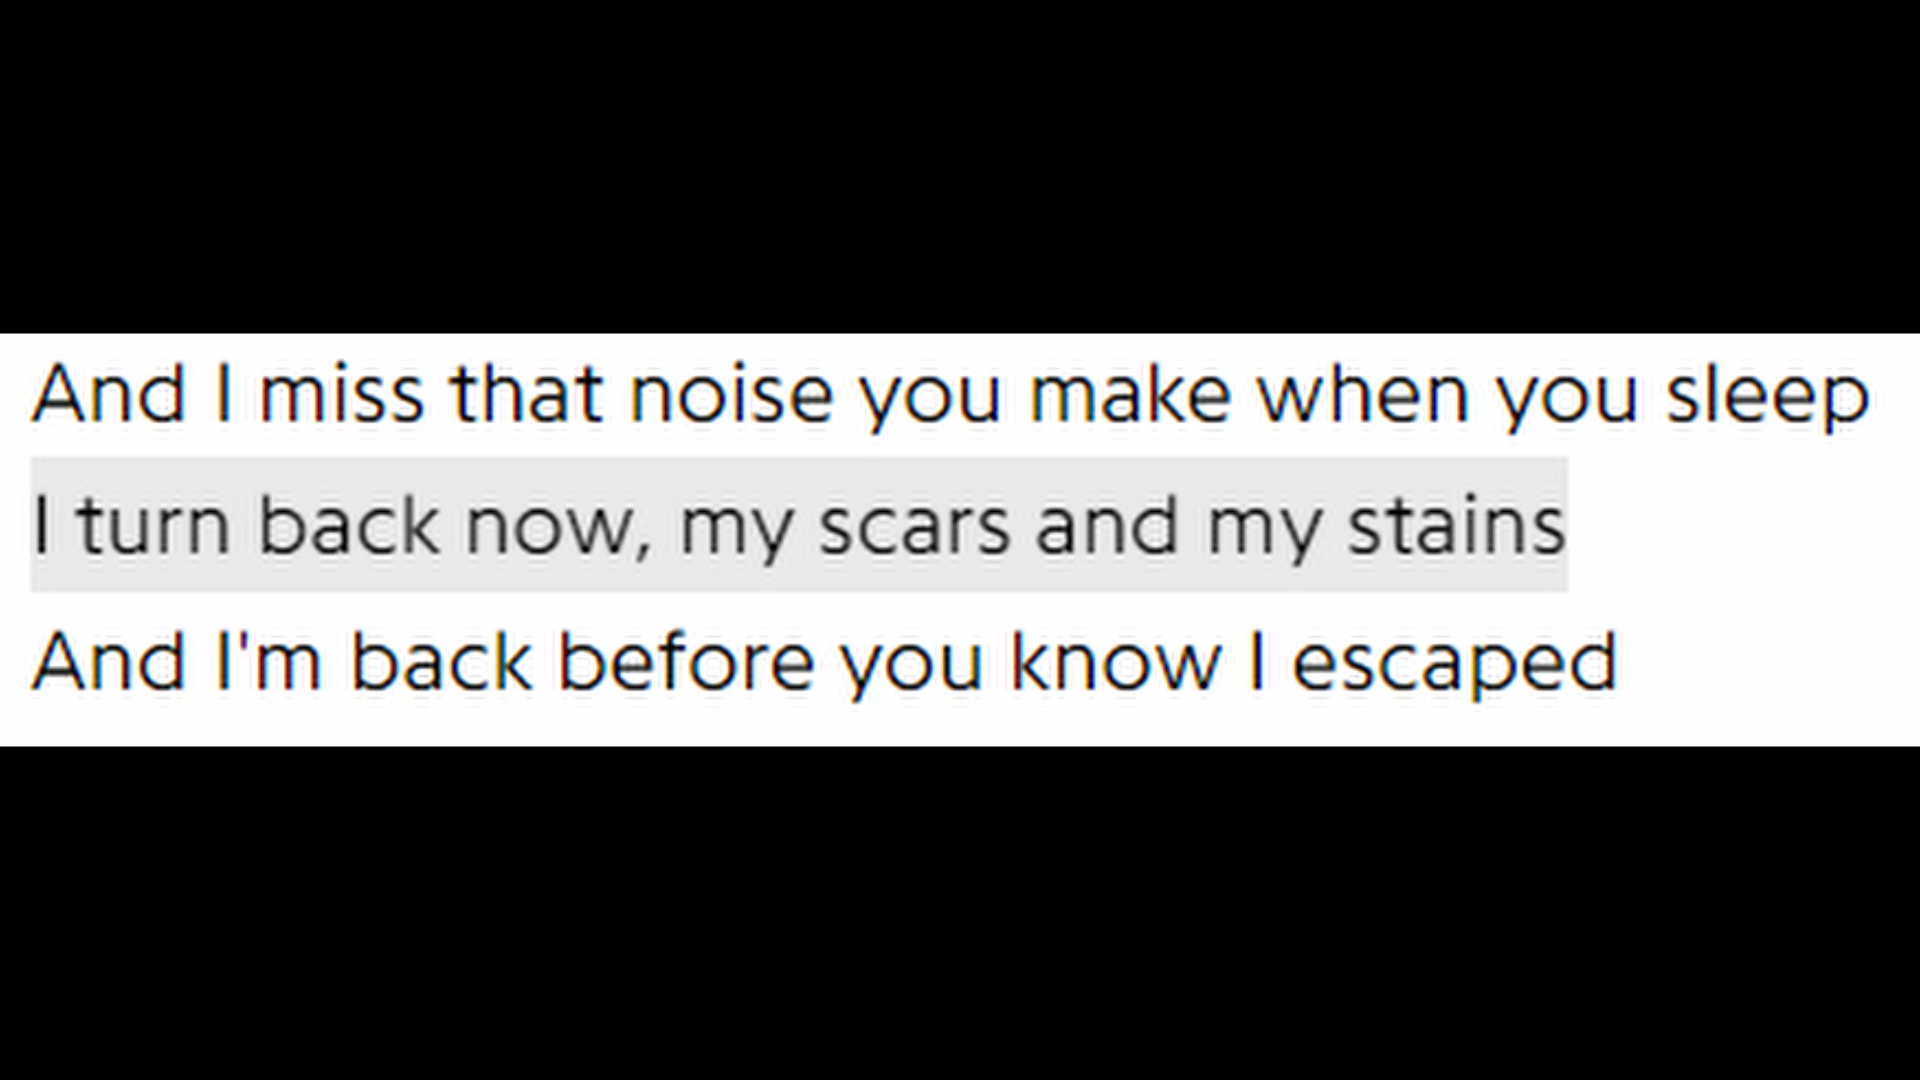 And I miss that noise you make when you sleep
I turn back now, my scars and my stains
And I'm back before you know I escaped